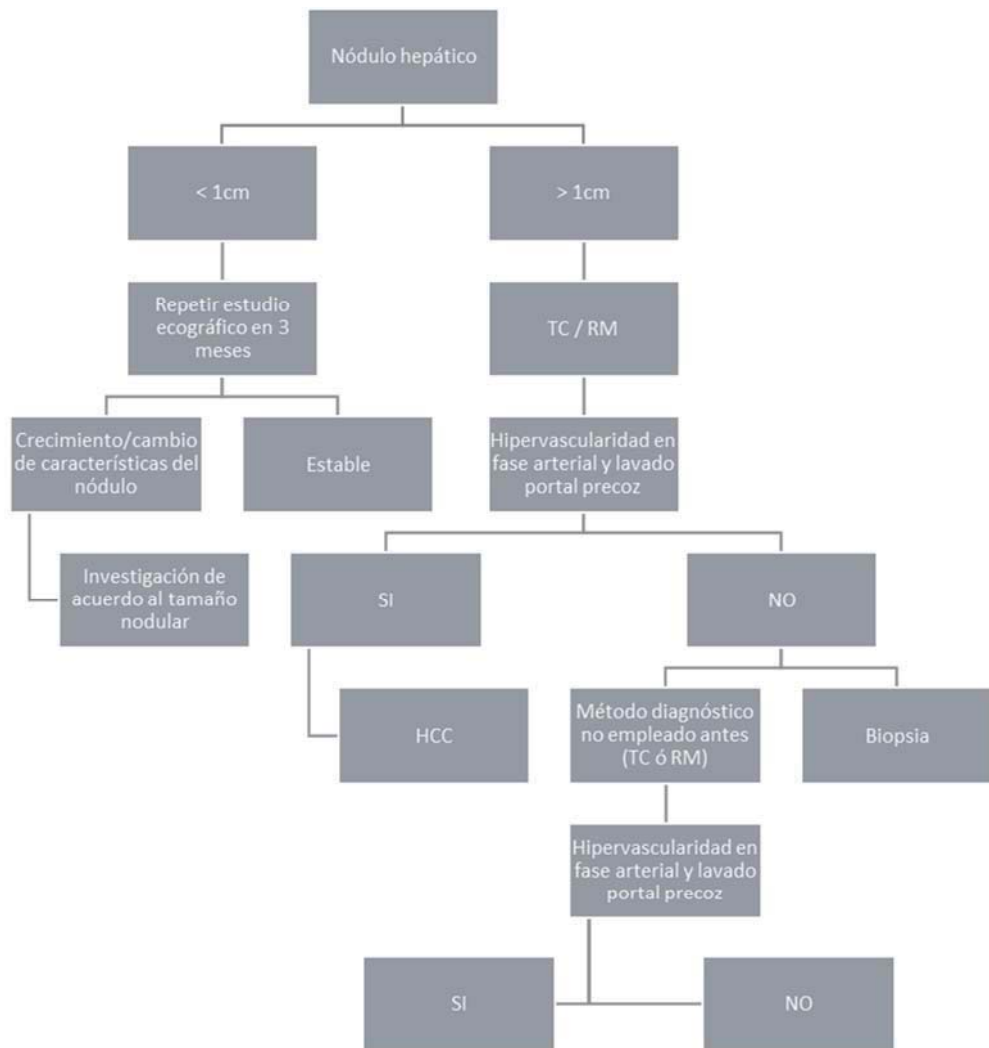 Nódulo hepático
< 1cm
> 1cm
Repetir estudio
ecográfico en 3
meses
TC / RM
Crecimiento/cambio
de características del
nódulo
Estable
Hipervascularidad en
fase arterial y lavado
portal precoz
Investigación de
acuerdo al tamaño
nodular
SI
NO
HCC
Método diagnóstico
no empleado antes
(TC ó RM)
Biopsia
Hipervascularidad en
fase arterial y lavado
portal precoz
SI
NO